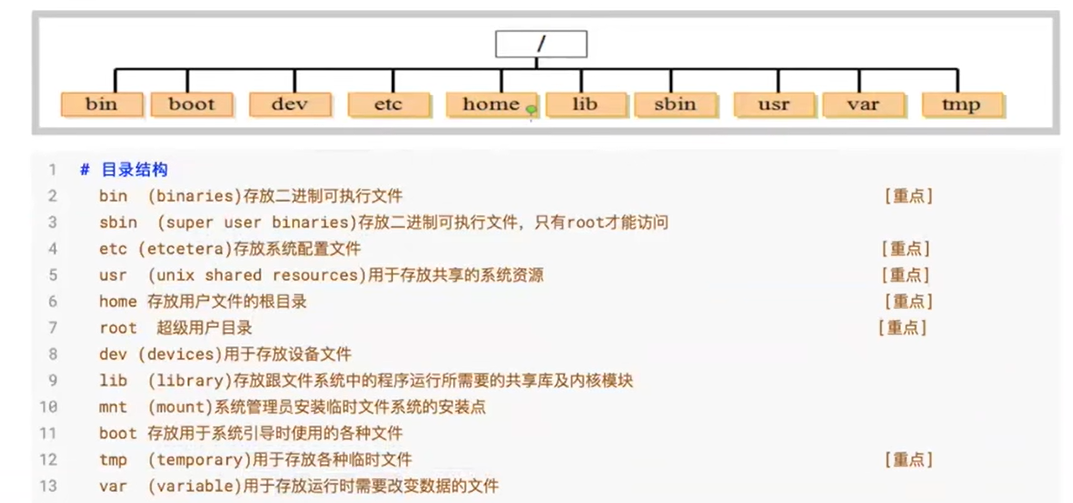 /
bin boot dev etc home lib sbin usr var tmp
1 # 目录结构
2 bin (binaries)存放二进制可执行文件 [重点]
3 sbin (super user binaries)存放二进制可执行文件，只有root才能访问
4 etc (etcetera)存放系统配置文件 [重点]
5 usr (unix shared resources)用于存放共享的系统资源 [重点]
6 home 存放用户文件的根目录 [重点]
7 root 超级用户目录 [重点]
8 dev (devices)用于存放设备文件
9 lib (library)存放跟文件系统中的程序运行所需要的共享库及内核模块
10 mnt (mount)系统管理员安装临时文件系统的安装点
11 boot 存放用于系统引导时使用的各种文件
12 tmp (temporary)用于存放各种临时文件 [重点]
13 var (variable)用于存放运行时需要改变数据的文件